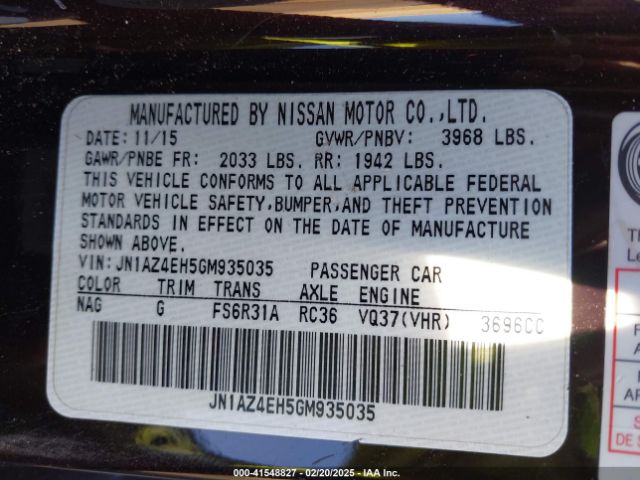 MANUFACTURED BY NISSAN MOTOR CO.,LTD.
DATE: 11/15 GVWR/PNBV: 3968 LBS.
GAWR/PNBE FR: 2033 LBS. RR: 1942 LBS.
THIS VEHICLE CONFORMS TO ALL APPLICABLE FEDERAL
MOTOR VEHICLE SAFETY,BUMPER,AND THEFT PREVENTION
STANDARDS IN EFFECT ON THE DATE OF MANUFACTURE
SHOWN ABOVE.
VIN:JN1AZ4EH5GM935035 PASSENGER CAR
COLOR TRIM TRANS AXLE ENGINE
NAG G FS6R31A RC36 VQ37(VHR) 3696CC
JN1AZ4EH5GM935035
000-41548827 - 02/20/2025 - IAA Inc.